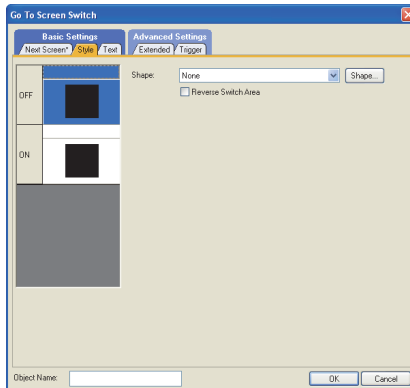 Go To Screen Switch
Basic Settings
Advanced Settings
Next Screen* Style Text Extended Trigger
OFF
Shape: None Shape...
Reverse Switch Area
ON
Object Name: OK Cancel